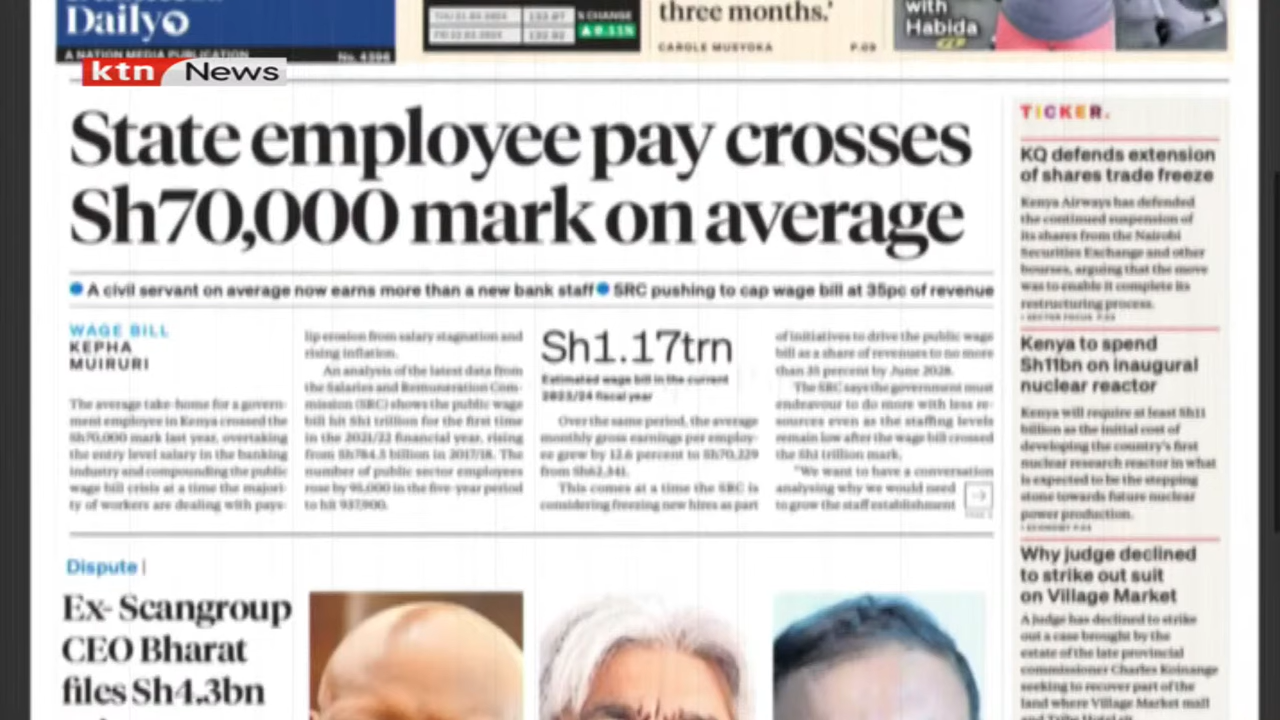 Daily
A NATION MEDIA PUBLICATION
No. 4396
ktn News
% CHANGE
▲ 0.11%
three months.'
CAROLE MUSYOKA
P.09
with
Habida
State employee pay crosses
Sh70,000 mark on average
A civil servant on average now earns more than a new bank staff
SRC pushing to cap wage bill at 35pc of revenue
WAGE BILL
KEPHA
MUIRURI
The average take-home for a govern-
ment employee in Kenya crossed the
Sh70,000 mark last year, overtaking
the entry level salary in the banking
industry and compounding the public
wage bill crisis at a time the majori-
ty of workers are dealing with pays-
lip erosion from salary stagnation and
rising inflation.
An analysis of the latest data from
the Salaries and Remuneration Com-
mission (SRC) shows the public wage
bill hit Sh1 trillion for the first time
in the 2021/22 financial year, rising
from Sh784.5 billion in 2017/18. The
number of public sector employees
rose by 95,000 in the five-year period
to hit 937,900.
Sh1.17trn
Estimated wage bill in the current
2023/24 fiscal year
Over the same period, the average
monthly gross earnings per employ-
ee grew by 12.6 percent to Sh70,229
from Sh62,341.
This comes at a time the SRC is
considering freezing new hires as part
of initiatives to drive the public wage
bill as a share of revenues to no more
than 35 percent by June 2028.
The SRC says the government must
endeavour to do more with less re-
sources even as the staffing levels
remain low after the wage bill crossed
the Sh1 trillion mark.
"We want to have a conversation
analysing why we would need
to grow the staff establishment
TICKER.
KQ defends extension
of shares trade freeze
Kenya Airways has defended
the continued suspension of
its shares from the Nairobi
Securities Exchange and other
bourses, arguing that the move
was to enable it complete its
restructuring process.
Kenya to spend
Sh11bn on inaugural
nuclear reactor
Kenya will require at least Sh11
billion as the initial cost of
developing the country's first
nuclear research reactor in what
is expected to be the stepping
stone towards future nuclear
power production.
Why judge declined
to strike out suit
on Village Market
A judge has declined to strike
out a case brought by the
estate of the late provincial
commissioner Charles Koinange
seeking to recover part of the
land where Village Market mall
Dispute
Ex- Scangroup
CEO Bharat
files Sh4.3bn